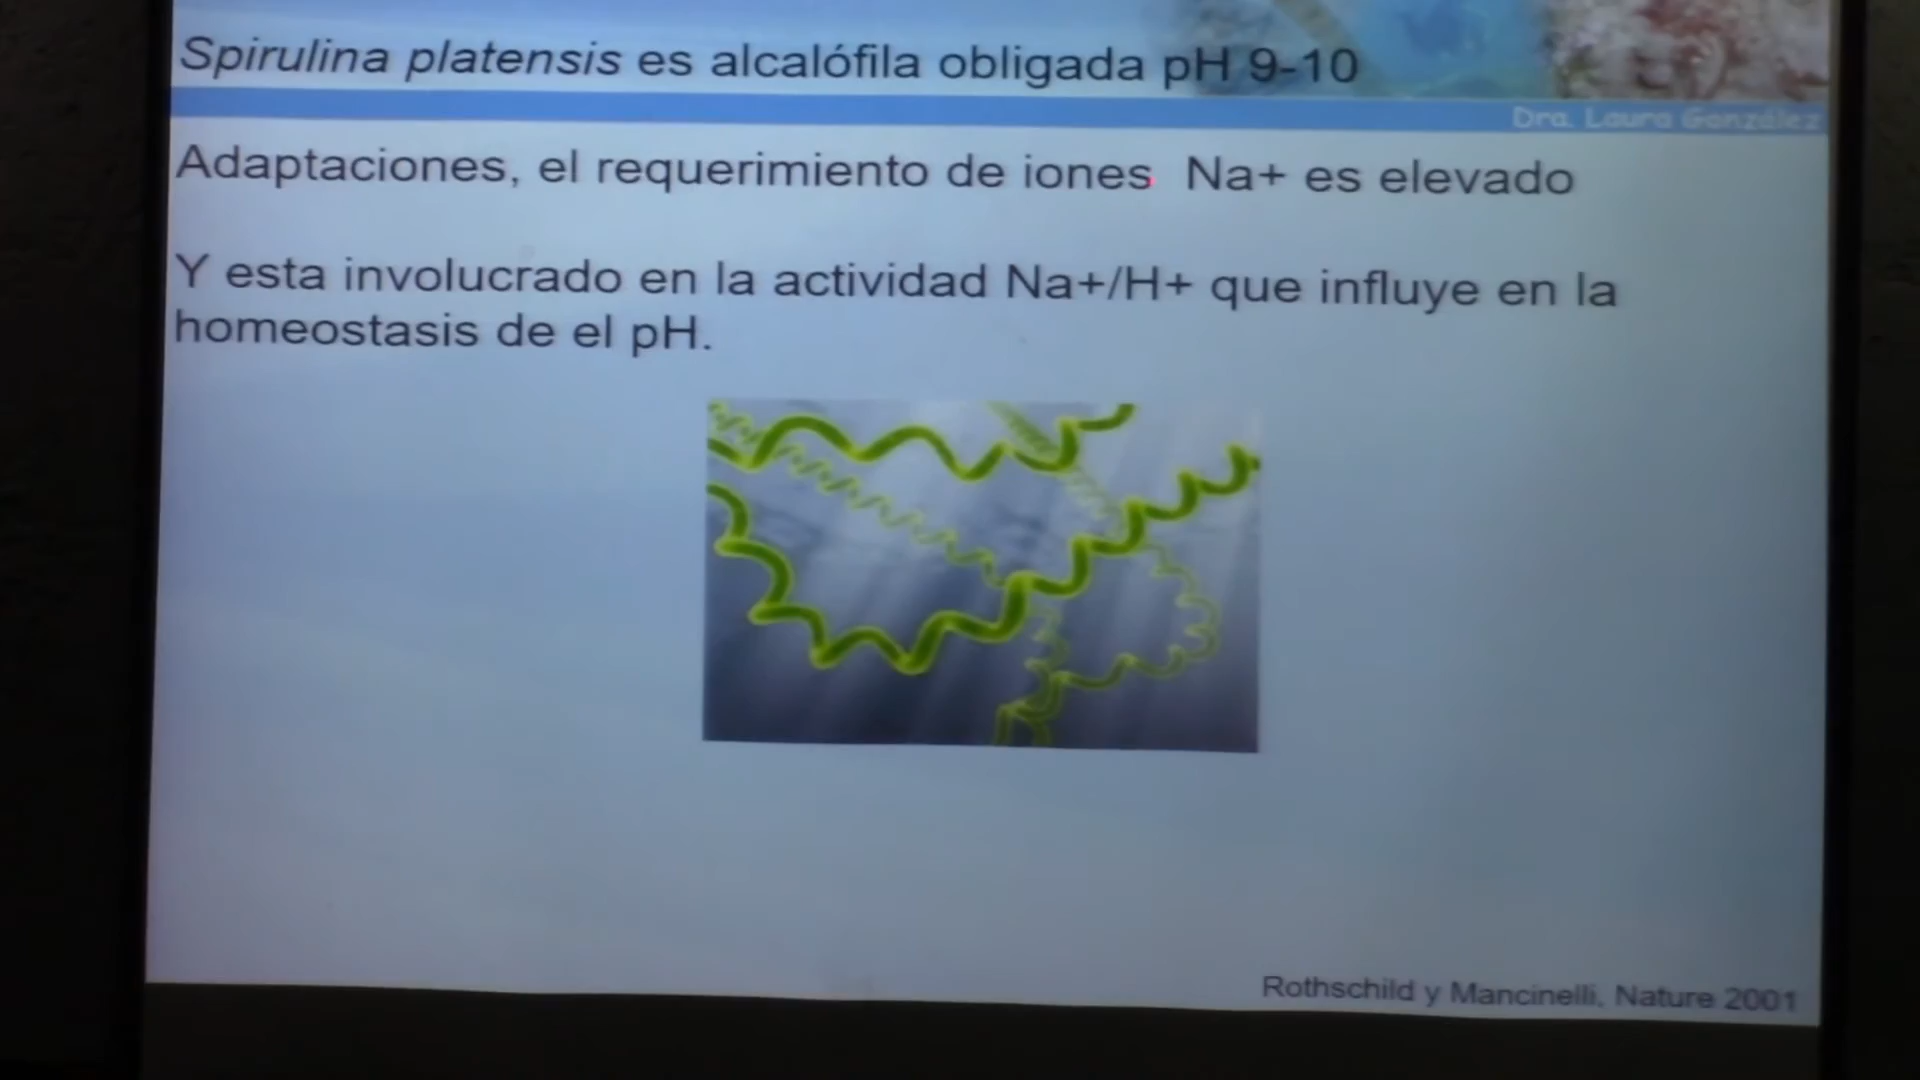 Spirulina platensis es alcalófila obligada pH 9-10
Dra. Laura González
Adaptaciones, el requerimiento de iones Na+ es elevado
Y esta involucrado en la actividad Na+/H+ que influye en la
homeostasis de el pH.
Rothschild y Mancinelli, Nature 2001